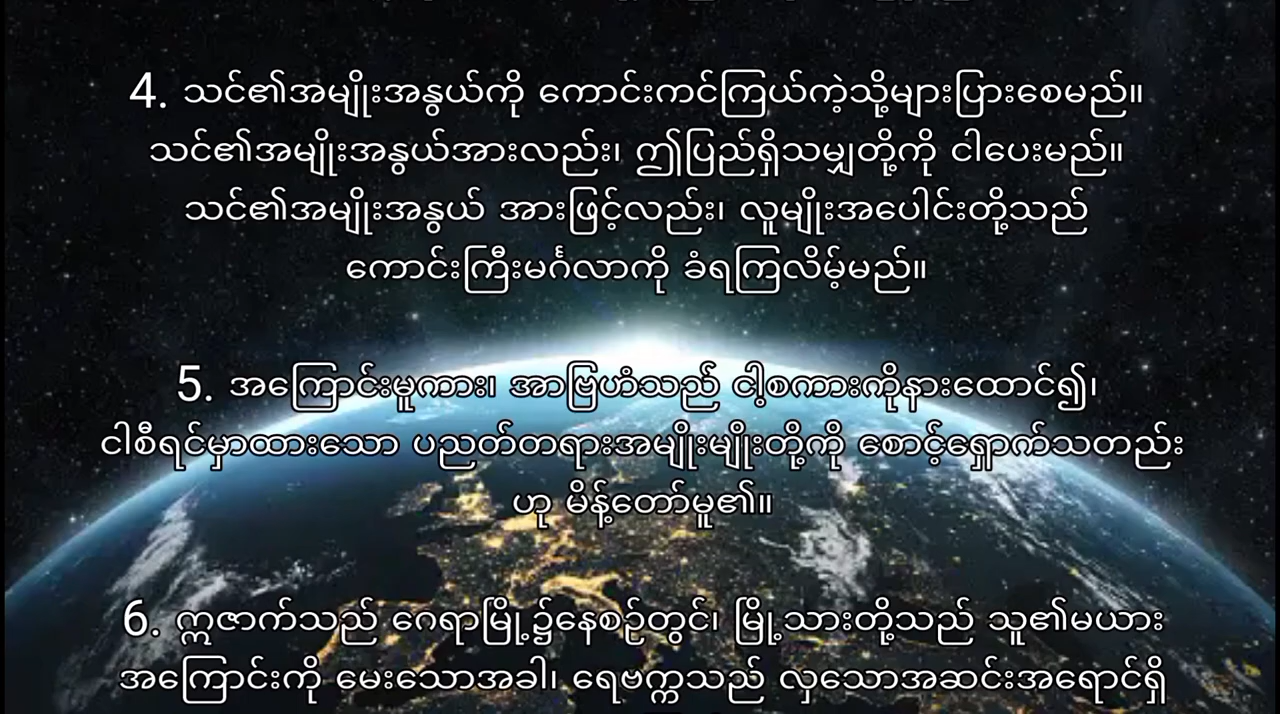 4. သင်၏အမျိုးအနွယ်ကို ကောင်းကင်ကြယ်ကဲ့သို့များပြားစေမည်။
သင်၏အမျိုးအနွယ်အားလည်း၊ ဤပြည်ရှိသမျှတို့ကို ငါပေးမည်။
သင်၏အမျိုးအနွယ် အားဖြင့်လည်း၊ လူမျိုးအပေါင်းတို့သည်
ကောင်းကြီးမင်္ဂလာကို ခံရကြလိမ့်မည်။
5. အကြောင်းမူကား၊ အာဗြဟံသည် ငါ့စကားကိုနားထောင်၍၊
ငါစီရင်မှာထားသော ပညတ်တရားအမျိုးမျိုးတို့ကို စောင့်ရှောက်သတည်း
ဟု မိန့်တော်မူ၏။
6. ဣဇာက်သည် ဂေရာမြို့၌နေစဉ်တွင်၊ မြို့သားတို့သည် သူ၏မယား
အကြောင်းကို မေးသောအခါ၊ ရေဗက္ကသည် လှသောအဆင်းအရောင်ရှိ